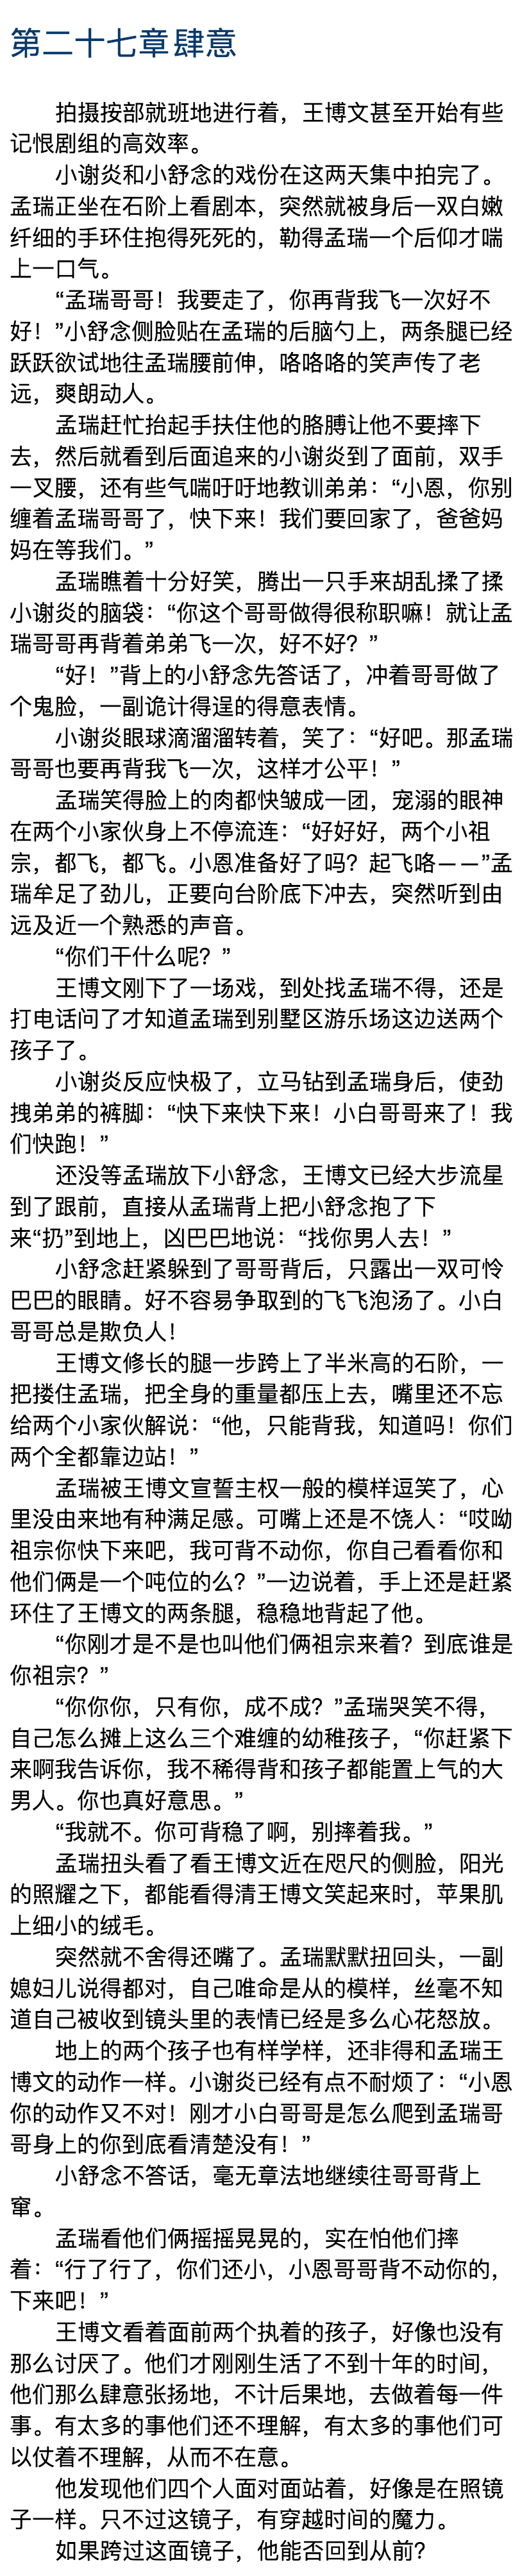 第二十七章 肆意
拍摄按部就班地进行着，王博文甚至开始有些
记恨剧组的高效率。
小谢炎和小舒念的戏份在这两天集中拍完了。
孟瑞正坐在石阶上看剧本，突然就被身后一双白嫩
纤细的手环住抱得死死的，勒得孟瑞一个后仰才喘
上一口气。
“孟瑞哥哥！我要走了，你再背我飞一次好不
好！”小舒念侧脸贴在孟瑞的后脑勺上，两条腿已经
跃跃欲试地往孟瑞腰前伸，咯咯咯的笑声传了老
远，爽朗动人。
孟瑞赶忙抬起手扶住他的胳膊让他不要摔下
去，然后就看到后面追来的小谢炎到了面前，双手
一叉腰，还有些气喘吁吁地教训弟弟：“小恩，你别
缠着孟瑞哥哥了，快下来！我们要回家了，爸爸妈
妈在等我们。”
孟瑞瞧着十分好笑，腾出一只手来胡乱揉了揉
小谢炎的脑袋：“你这个哥哥做得很称职嘛！就让孟
瑞哥哥再背着弟弟飞一次，好不好？”
“好！”背上的小舒念先答话了，冲着哥哥做了
个鬼脸，一副诡计得逞的得意表情。
小谢炎眼球滴溜溜转着，笑了：“好吧。那孟瑞
哥哥也要再背我飞一次，这样才公平！”
孟瑞笑得脸上的肉都快皱成一团，宠溺的眼神
在两个小家伙身上不停流连：“好好好，两个小祖
宗，都飞，都飞。小恩准备好了吗？起飞咯——”孟
瑞牟足了劲儿，正要向台阶底下冲去，突然听到由
远及近一个熟悉的声音。
“你们干什么呢？”
王博文刚下了一场戏，到处找孟瑞不得，还是
打电话问了才知道孟瑞到别墅区游乐场这边送两个
孩子了。
小谢炎反应快极了，立马钻到孟瑞身后，使劲
拽弟弟的裤脚：“快下来快下来！小白哥哥来了！我
们快跑！”
还没等孟瑞放下小舒念，王博文已经大步流星
到了跟前，直接从孟瑞背上把小舒念抱了下
来“扔”到地上，凶巴巴地说：“找你男人去！”
小舒念赶紧躲到了哥哥背后，只露出一双可怜
巴巴的眼睛。好不容易争取到的飞飞泡汤了。小白
哥哥总是欺负人！
王博文修长的腿一步跨上了半米高的石阶，一
把搂住孟瑞，把全身的重量都压上去，嘴里还不忘
给两个小家伙解说：“他，只能背我，知道吗！你们
两个全都靠边站！”
孟瑞被王博文宣誓主权一般的模样逗笑了，心
里没由来地有种满足感。可嘴上还是不饶人：“哎呦
祖宗你快下来吧，我可背不动你，你自己看看你和
他们俩是一个吨位的么？”一边说着，手上还是赶紧
环住了王博文的两条腿，稳稳地背起了他。
“你刚才是不是也叫他们俩祖宗来着？到底谁是
你祖宗？”
“你你你，只有你，成不成？”孟瑞哭笑不得，
自己怎么摊上这么三个难缠的幼稚孩子，“你赶紧下
来啊我告诉你，我不稀得背和孩子都能置上气的大
男人。你也真好意思。”
“我就不。你可背稳了啊，别摔着我。”
孟瑞扭头看了看王博文近在咫尺的侧脸，阳光
的照耀之下，都能看得清王博文笑起来时，苹果肌
上细小的绒毛。
突然就不舍得还嘴了。孟瑞默默扭回头，一副
媳妇儿说得都对，自己唯命是从的模样，丝毫不知
道自己被收到镜头里的表情已经是多么心花怒放。
地上的两个孩子也有样学样，还非得和孟瑞王
博文的动作一样。小谢炎已经有点不耐烦了：“小恩
你的动作又不对！刚才小白哥哥是怎么爬到孟瑞哥
哥身上的你到底看清楚没有！”
小舒念不答话，毫无章法地继续往哥哥背上
窜。
孟瑞看他们俩摇摇晃晃的，实在怕他们摔
着：“行了行了，你们还小，小恩哥哥背不动你的，
下来吧！”
王博文看着面前两个执着的孩子，好像也没有
那么讨厌了。他们才刚刚生活了不到十年的时间，
他们那么肆意张扬地，不计后果地，去做着每一件
事。有太多的事他们还不理解，有太多的事他们可
以仗着不理解，从而不在意。
他发现他们四个人面对面站着，好像是在照镜
子一样。只不过这镜子，有穿越时间的魔力。
如果跨过这面镜子，他能否回到从前？